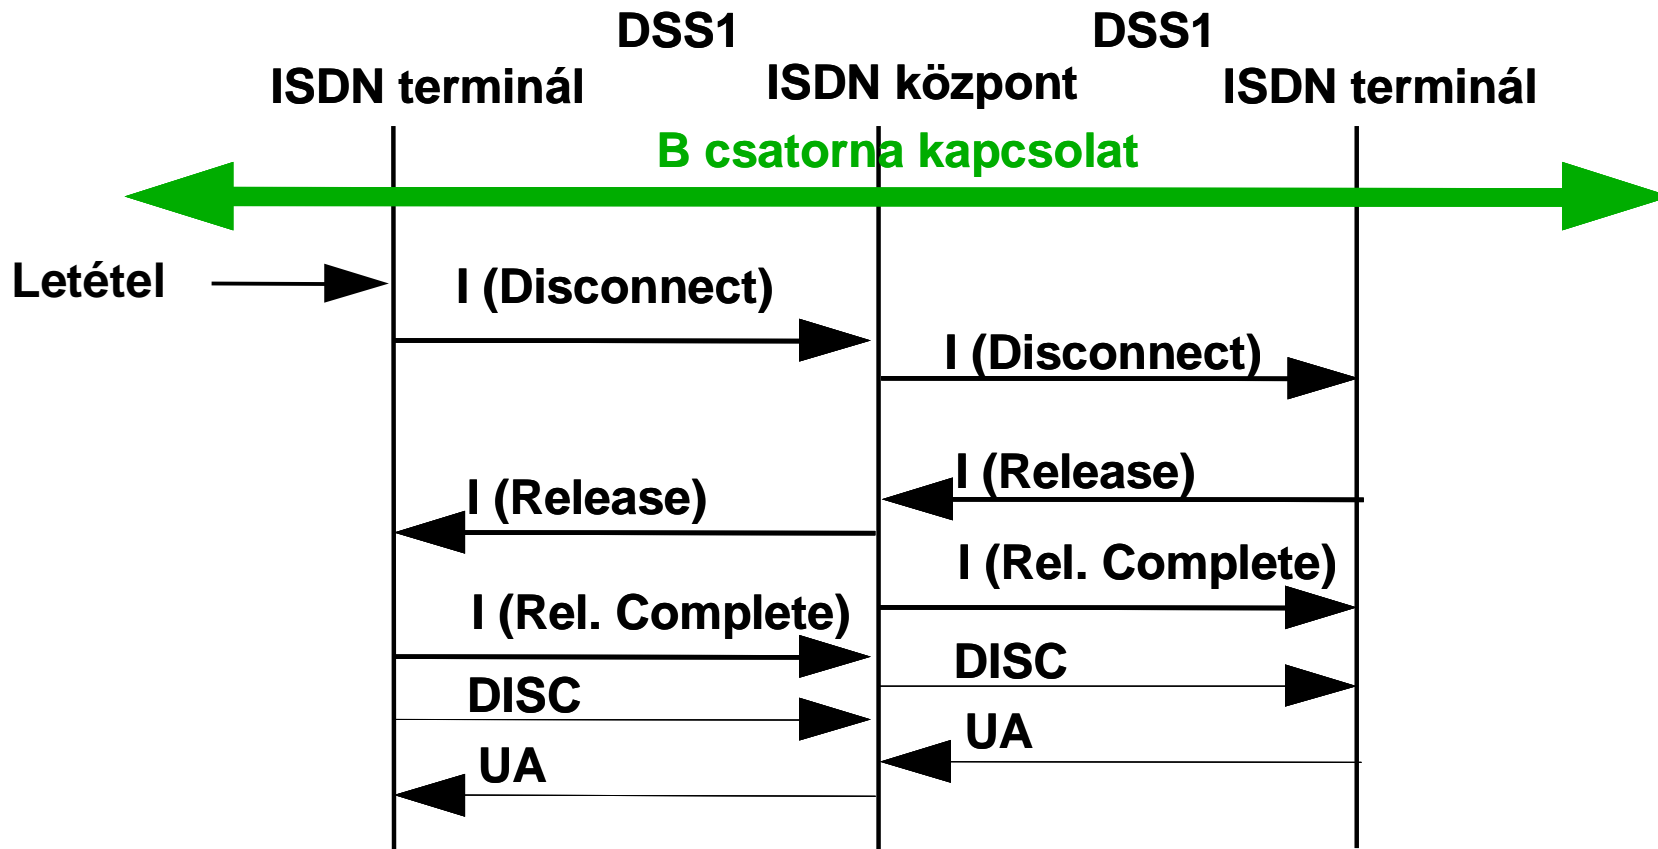 DSS1 DSS1
ISDN terminál ISDN központ ISDN terminál
B csatorna kapcsolat
Letétel
I (Disconnect)
I (Disconnect)
I (Release)
I (Release)
I (Rel. Complete)
I (Rel. Complete)
DISC
DISC
UA
UA